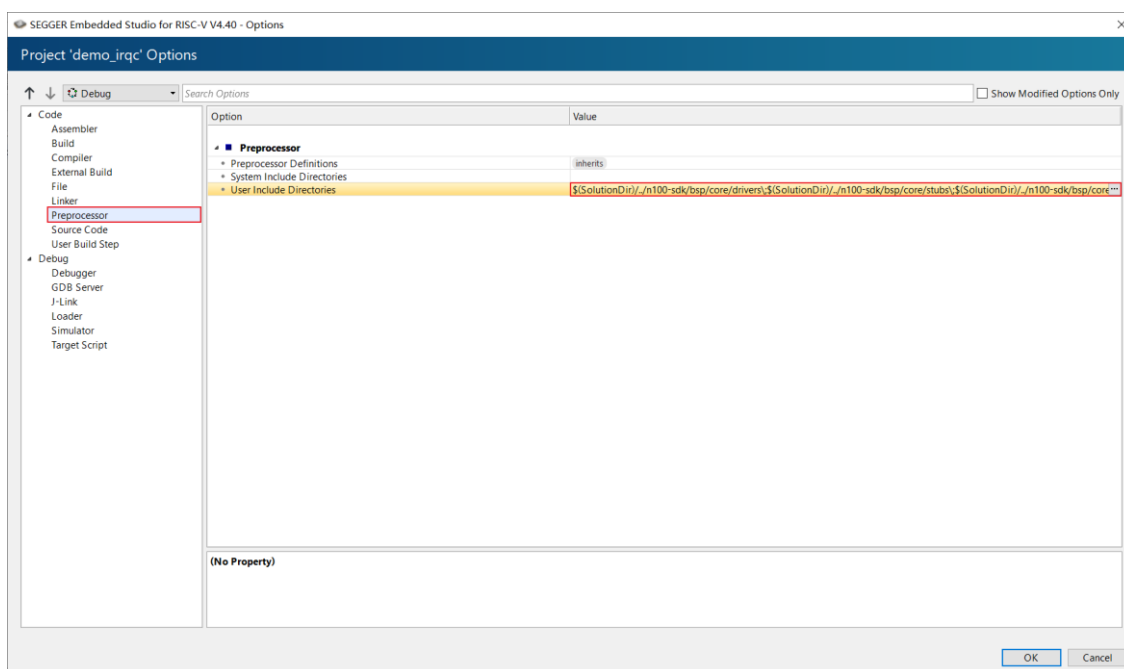 SEGGER Embedded Studio for RISC-V V4.40 - Options
Project 'demo_irqc' Options
Debug
Search Options
Show Modified Options Only
Code
Assembler
Build
Compiler
External Build
File
Linker
Preprocessor
Source Code
User Build Step
Debug
Debugger
GDB Server
J-Link
Loader
Simulator
Target Script
Option Value
Preprocessor
Preprocessor Definitions inherits
System Include Directories
User Include Directories $(SolutionDir)/../n100-sdk/bsp/core/drivers\;$(SolutionDir)/../n100-sdk/bsp/core/stubs\;$(SolutionDir)/../n100-sdk/bsp/core ...
(No Property)
OK Cancel